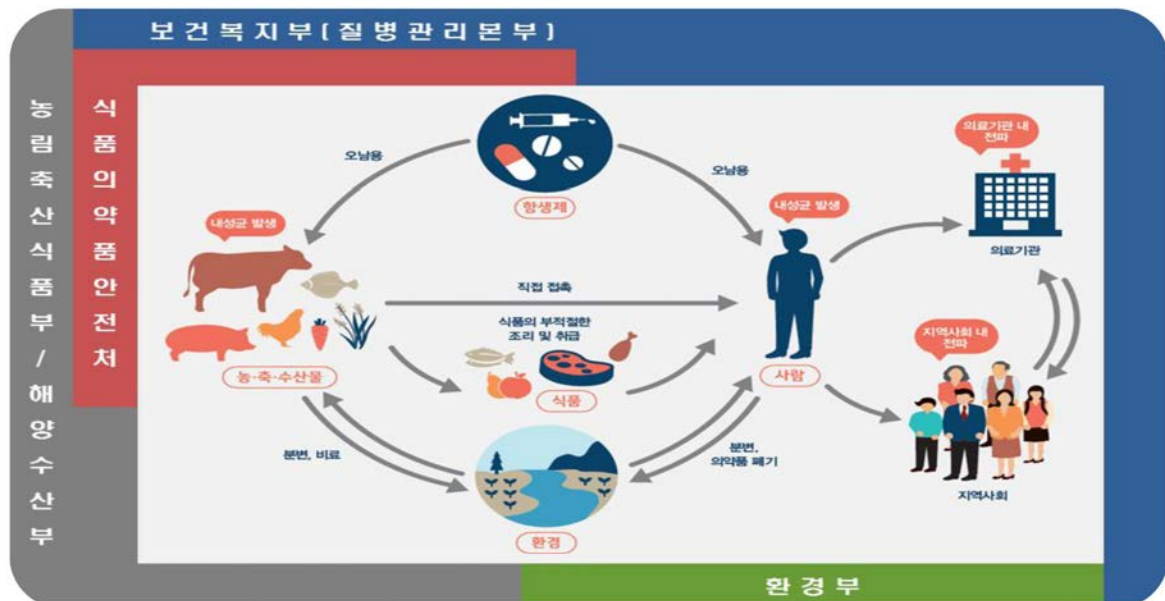 보건복지부(질병관리본부)
농림축산식품부/해양수산부
식품의약품안전처
오남용
오남용
항생제
의료기관 내
전파
의료기관
내성균 발생
내성균 발생
직접 접촉
식품의 부적절한
조리 및 취급
농·축·수산물
식품
사람
지역사회 내
전파
지역사회
분변, 비료
분변,
의약품 폐기
환경
환경부